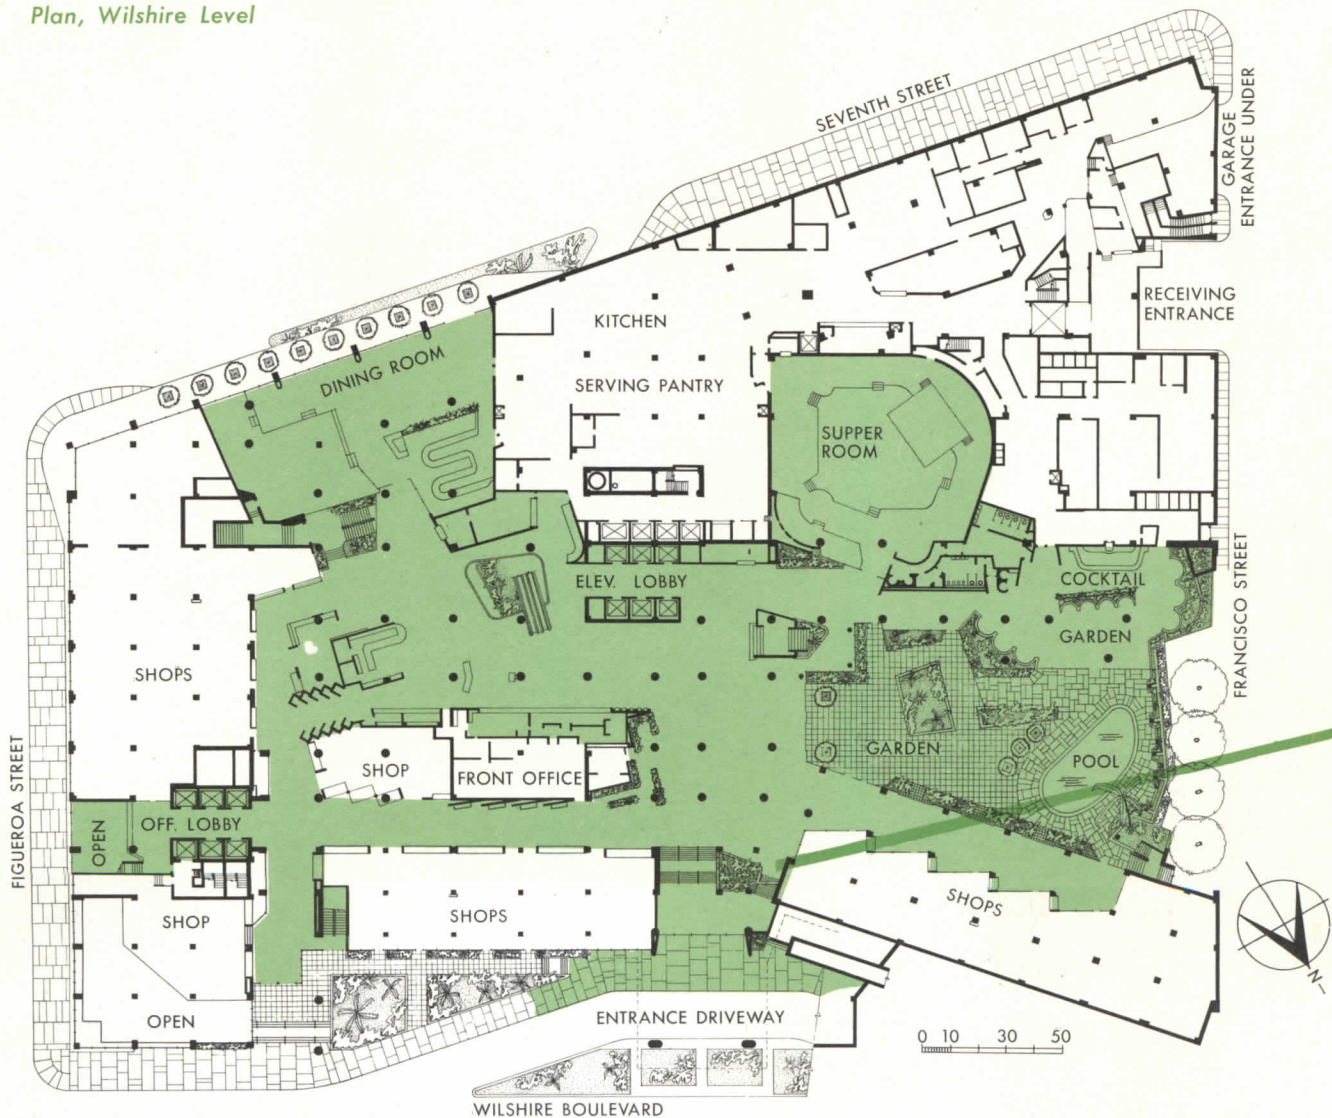 Plan, Wilshire Level
SEVENTH STREET
GARAGE
ENTRANCE UNDER
RECEIVING
ENTRANCE
KITCHEN
DINING ROOM
SERVING PANTRY
SUPPER
ROOM
ELEV. LOBBY
COCKTAIL
GARDEN
FRANCISCO STREET
SHOPS
GARDEN
POOL
SHOP
FRONT OFFICE
FIGUEROA STREET
OPEN
OFF. LOBBY
SHOP
SHOPS
SHOPS
OPEN
ENTRANCE DRIVEWAY
N
0 10 30 50
WILSHIRE BOULEVARD